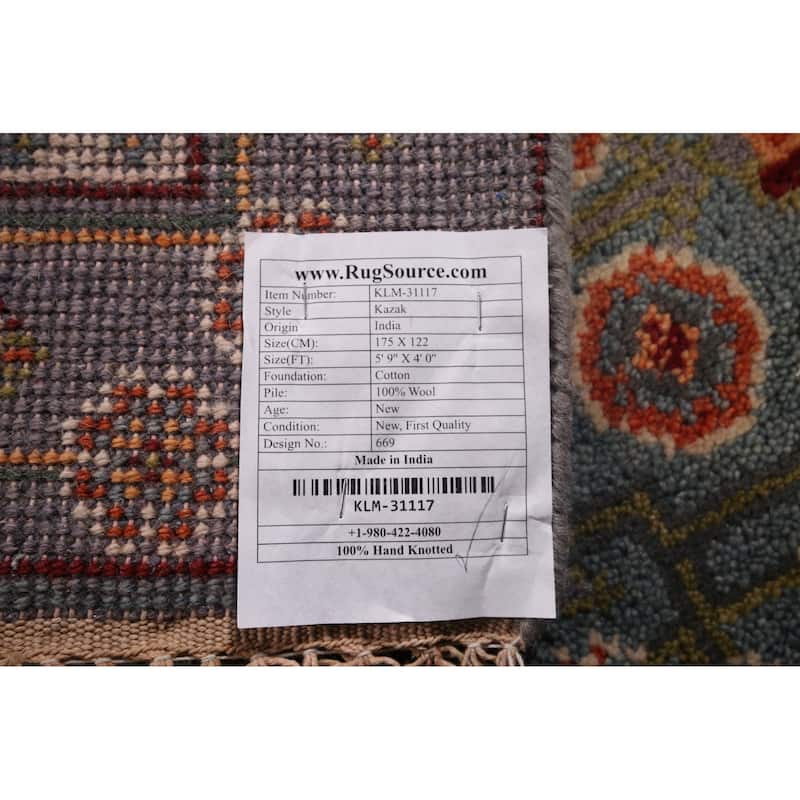 www.RugSource.com
Item Number: KLM-31117
Style Kazak
Origin India
Size(CM): 175 X 122
Size(FT): 5' 9" X 4' 0"
Foundation: Cotton
Pile: 100% Wool
Age: New
Condition: New, First Quality
Design No.: 669
Made in India
KLM-31117
+1-980-422-4080
100% Hand Knotted